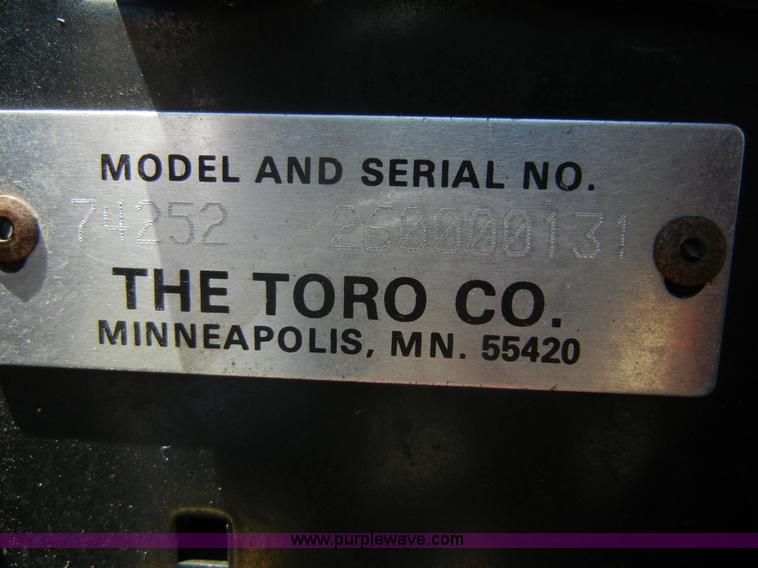 MODEL AND SERIAL NO.
74252 260000131
THE TORO CO.
MINNEAPOLIS, MN. 55420
www.purplewave.com